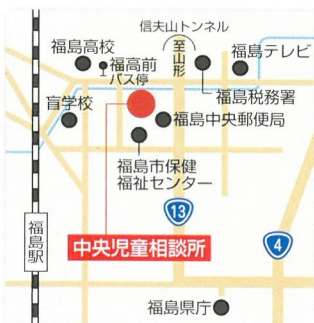 信夫山トンネル
至山形
福島高校
福高前
バス停
福島テレビ
福島税務署
盲学校
福島中央郵便局
福島市保健
福祉センター
13
福島駅
中央児童相談所
4
福島県庁